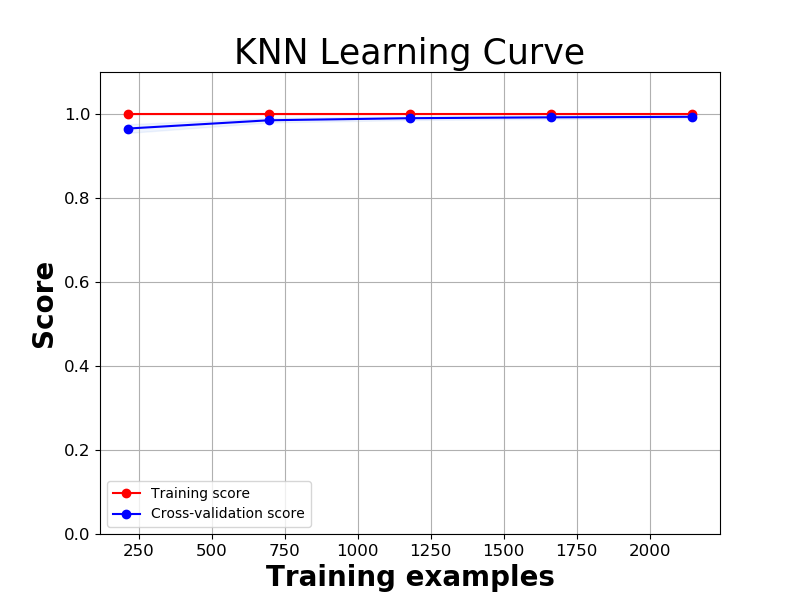 KNN Learning Curve
Score
1.0
0.8
0.6
0.4
0.2
0.0
Training score
Cross-validation score
250 500 750 1000 1250 1500 1750 2000
Training examples